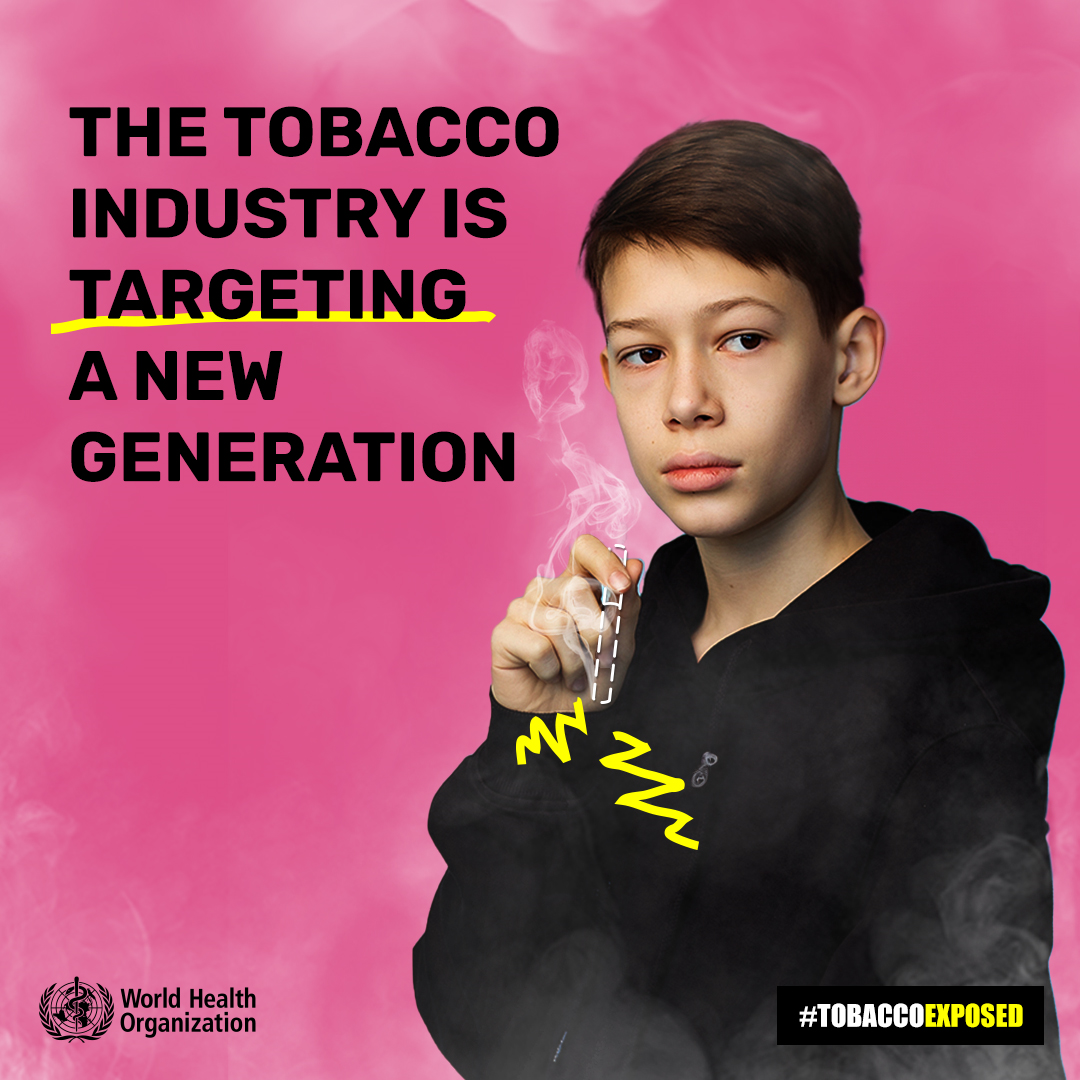 THE TOBACCO
INDUSTRY IS
TARGETING
A NEW
GENERATION
World Health
Organization
#TOBACCOEXPOSED